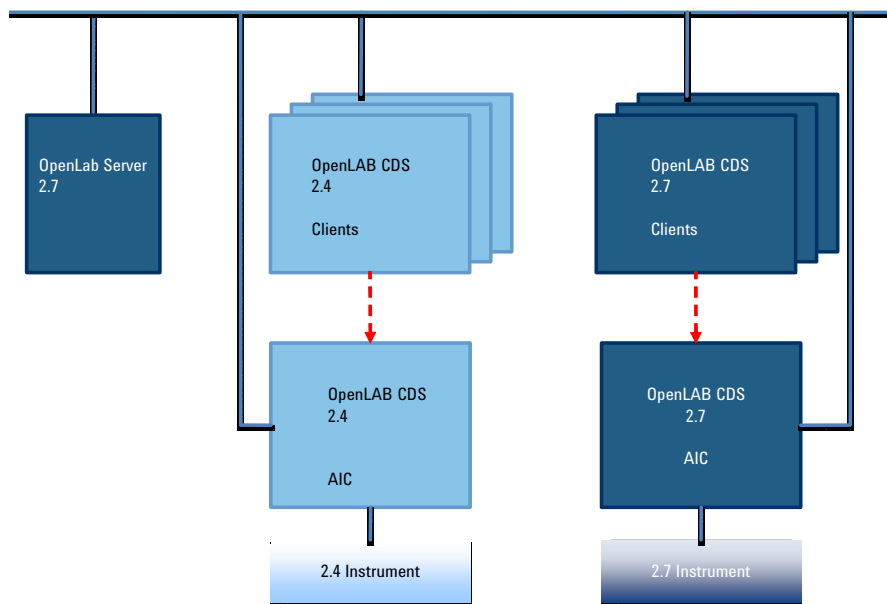 OpenLab Server
2.7
OpenLAB CDS
2.4
Clients
OpenLAB CDS
2.7
Clients
OpenLAB CDS
2.4
AIC
OpenLAB CDS
2.7
AIC
2.4 Instrument
2.7 Instrument